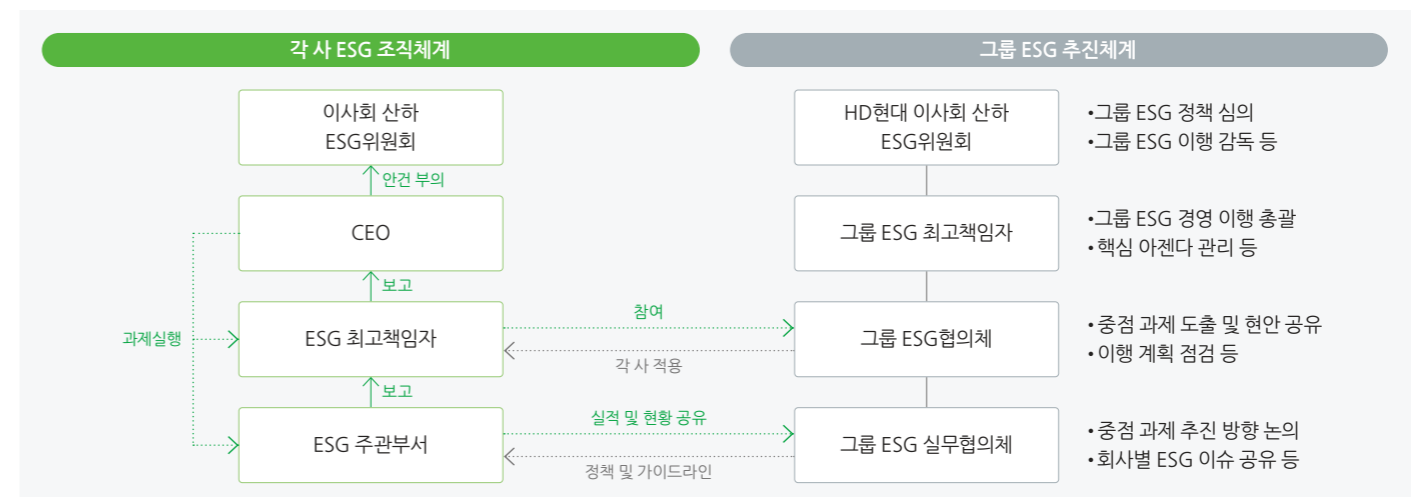 각 사 ESG 조직체계
그룹 ESG 추진체계
이사회 산하
ESG위원회
HD현대 이사회 산하
ESG위원회
•그룹 ESG 정책 심의
•그룹 ESG 이행 감독 등
안건 부의
CEO
그룹 ESG 최고책임자
•그룹 ESG 경영 이행 총괄
•핵심 아젠다 관리 등
보고
과제실행
ESG 최고책임자
참여
각 사 적용
그룹 ESG협의체
•중점 과제 도출 및 현안 공유
•이행 계획 점검 등
보고
ESG 주관부서
실적 및 현황 공유
정책 및 가이드라인
그룹 ESG 실무협의체
•중점 과제 추진 방향 논의
•회사별 ESG 이슈 공유 등